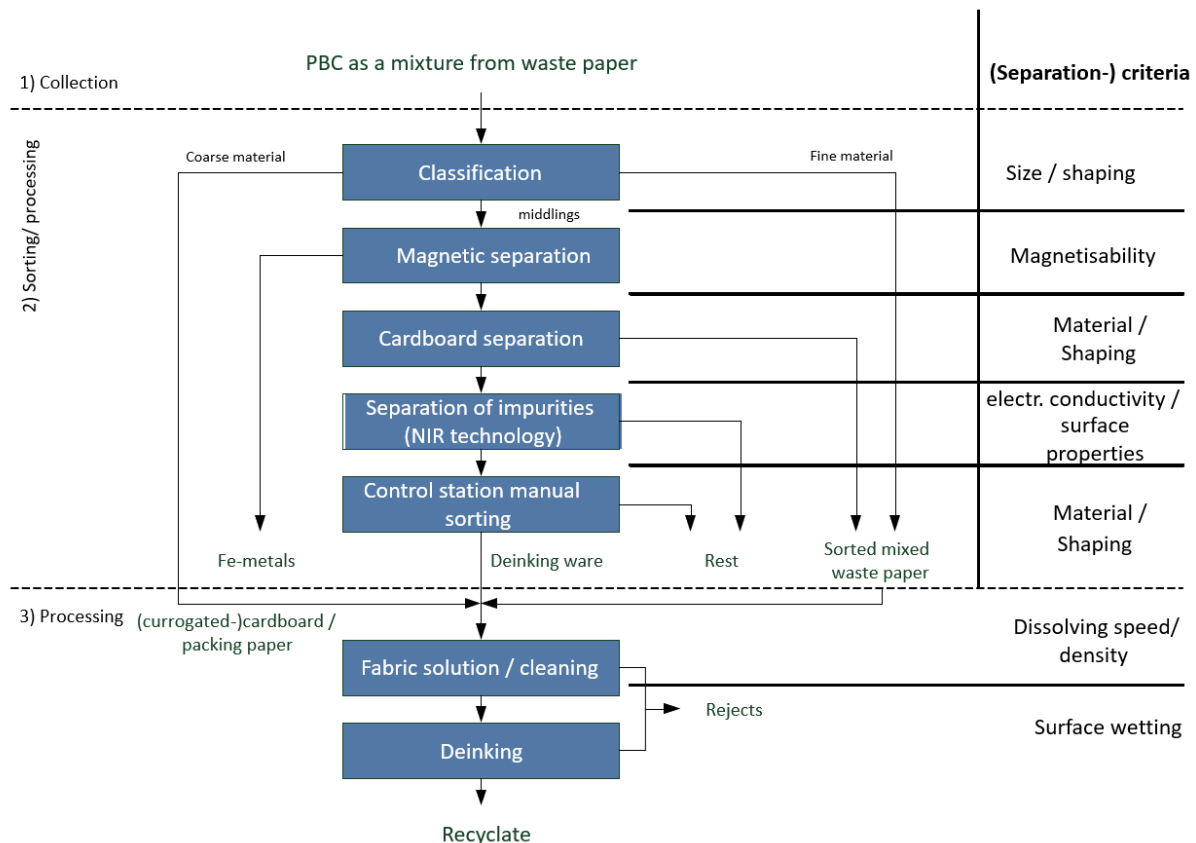 PBC as a mixture from waste paper
(Separation-) criteria
1) Collection
2) Sorting/ processing
Coarse material
Fine material
Classification
Size / shaping
middlings
Magnetic separation
Magnetisability
Cardboard separation
Material /
Shaping
Separation of impurities
(NIR technology)
electr. conductivity /
surface
properties
Control station manual
sorting
Material /
Shaping
Fe-metals
Deinking ware
Rest
Sorted mixed
waste paper
3) Processing
(currogated-)cardboard /
packing paper
Dissolving speed/
density
Fabric solution / cleaning
Rejects
Surface wetting
Deinking
Recyclate